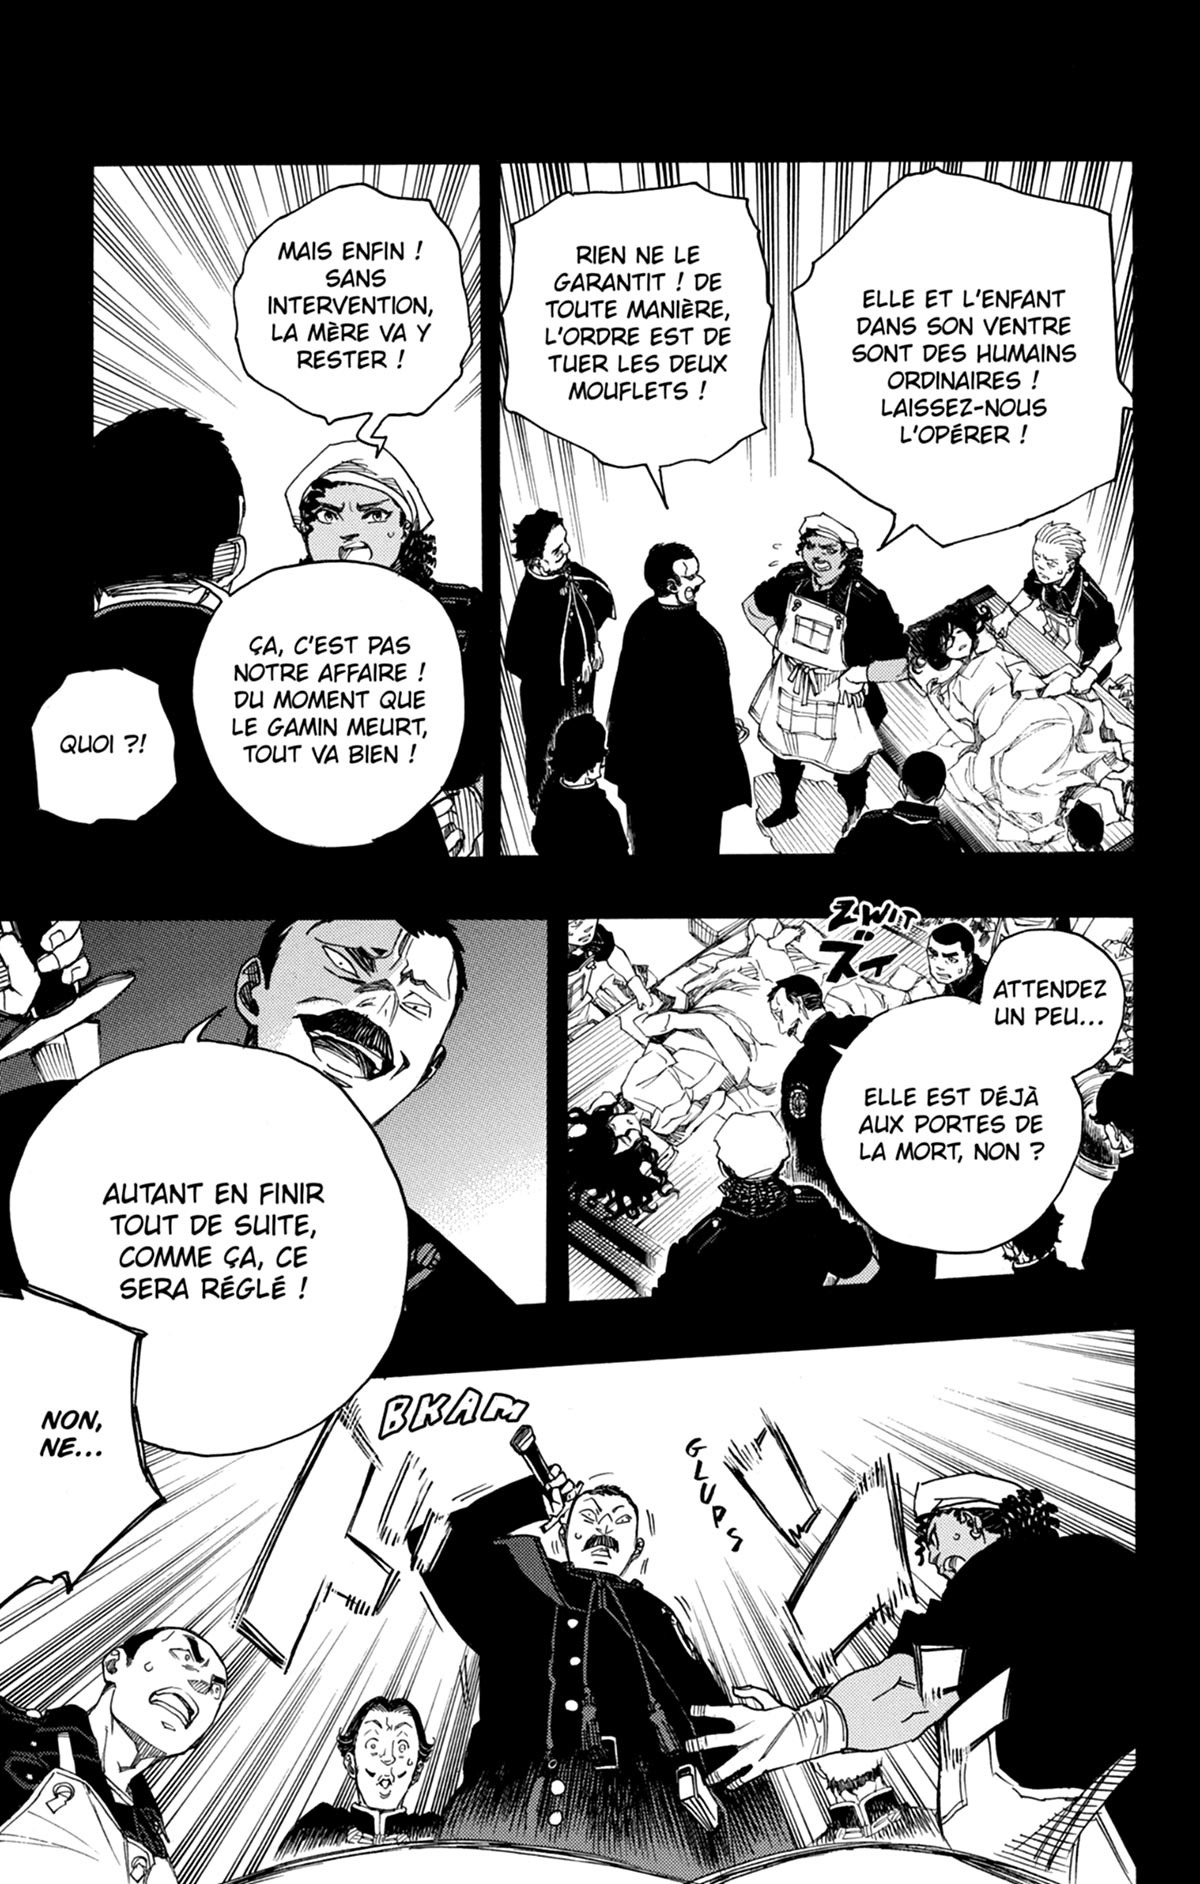 ELLE ET L'ENFANT
DANS SON VENTRE
SONT DES HUMAINS
ORDINAIRES !
LAISSEZ-NOUS
L'OPÉRER !
RIEN NE LE
GARANTIT ! DE
TOUTE MANIÈRE,
L'ORDRE EST DE
TUER LES DEUX
MOUFLETS !
MAIS ENFIN !
SANS
INTERVENTION,
LA MÈRE VA Y
RESTER !
ÇA, C'EST PAS
NOTRE AFFAIRE !
DU MOMENT QUE
LE GAMIN MEURT,
TOUT VA BIEN !
QUOI ?!
ZWIT
ズイ
ATTENDEZ
UN PEU...
ELLE EST DÉJÀ
AUX PORTES DE
LA MORT, NON ?
AUTANT EN FINIR
TOUT DE SUITE,
COMME ÇA, CE
SERA RÉGLÉ !
NON,
NE...
BKAM
GLUPS